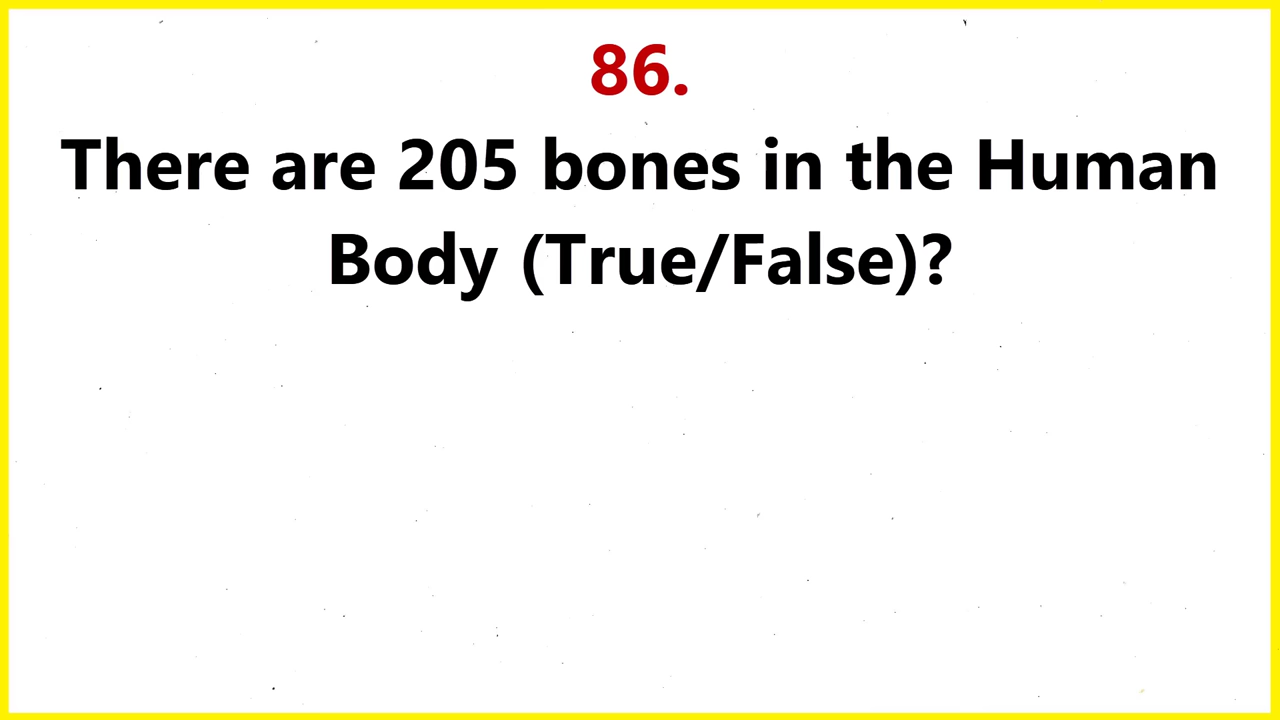 86.
There are 205 bones in the Human
Body (True/False)?